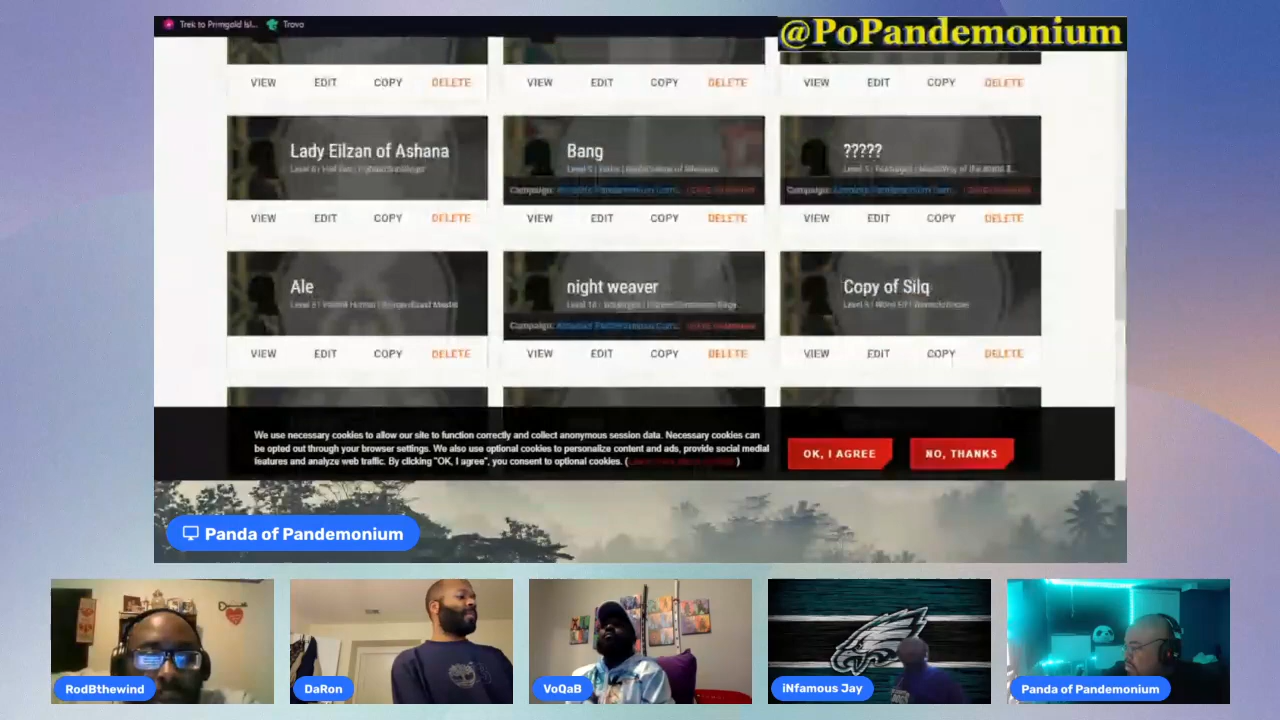 Trek to Primgold Isl... Trovo
@PoPandemonium
VIEW EDIT COPY DELETE VIEW EDIT COPY DELETE VIEW EDIT COPY DELETE
Lady Eilzan of Ashana Bang ?????
Campaign: Campaign:
VIEW EDIT COPY DELETE VIEW EDIT COPY DELETE VIEW EDIT COPY DELETE
Ale night weaver Copy of Silq
Campaign:
VIEW EDIT COPY DELETE VIEW EDIT COPY DELETE VIEW EDIT COPY DELETE
We use necessary cookies to allow our site to function correctly and collect anonymous session data. Necessary cookies can
be opted out through your browser settings. We also use optional cookies to personalize content and ads, provide social medial
features and analyze web traffic. By clicking "OK, I agree", you consent to optional cookies. ( )
OK, I AGREE NO, THANKS
Panda of Pandemonium
RodBthewind DaRon VoQaB iNfamous Jay Panda of Pandemonium